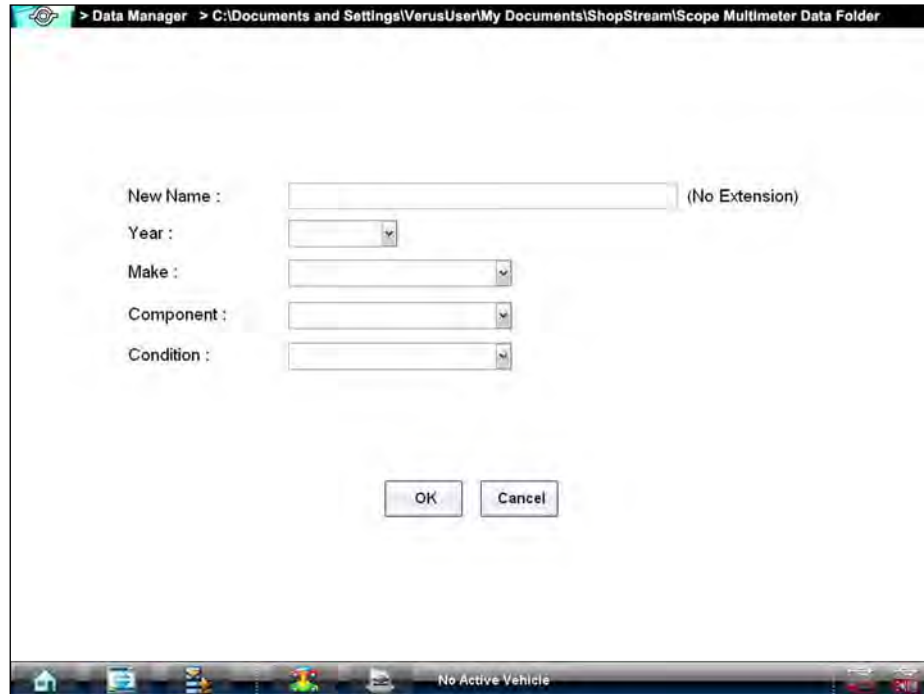 > Data Manager > C:\Documents and Settings\VerusUser\My Documents\ShopStream\Scope Multimeter Data Folder
New Name : (No Extension)
Year :
Make :
Component :
Condition :
OK Cancel
No Active Vehicle